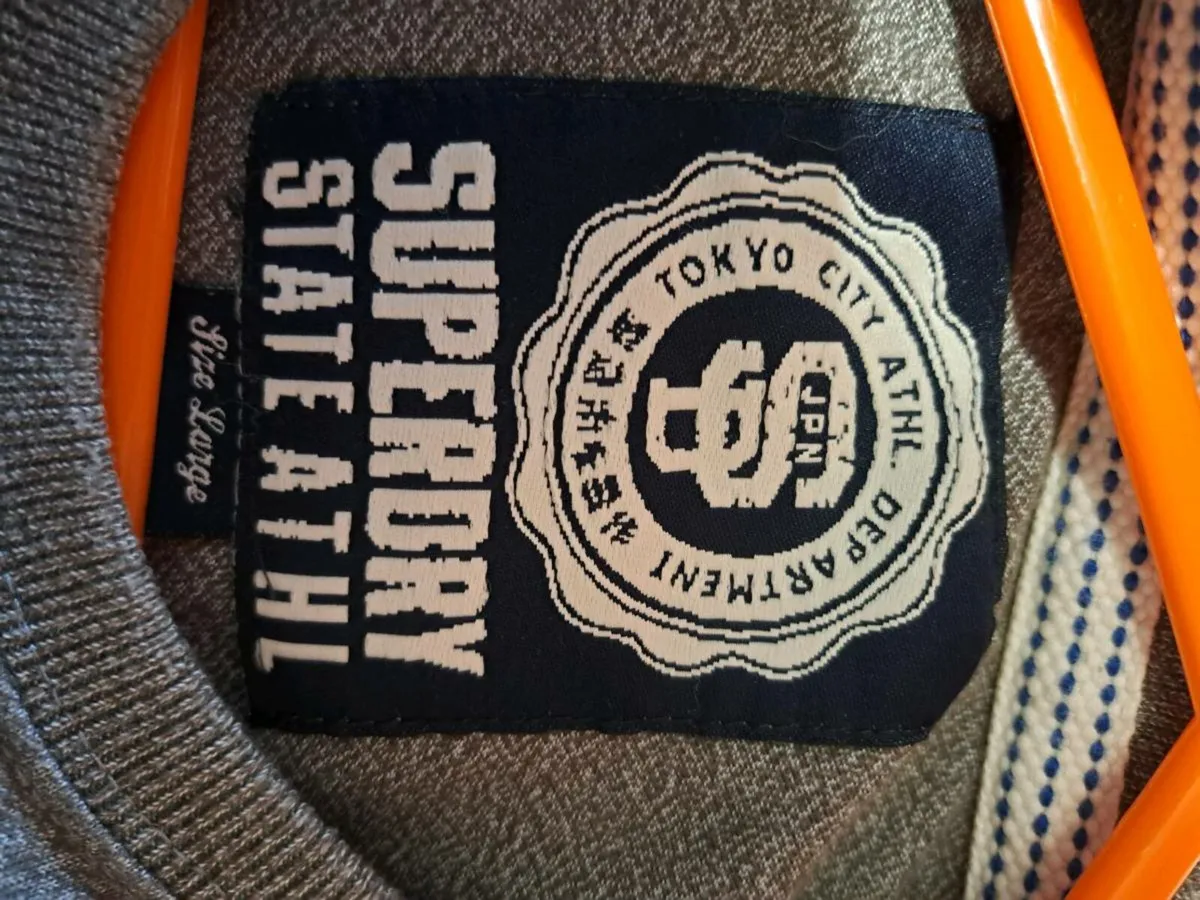 SUPERDRY
STATE ATHL
Size Large
TOKYO CITY ATHL. DEPARTMENT
JPN